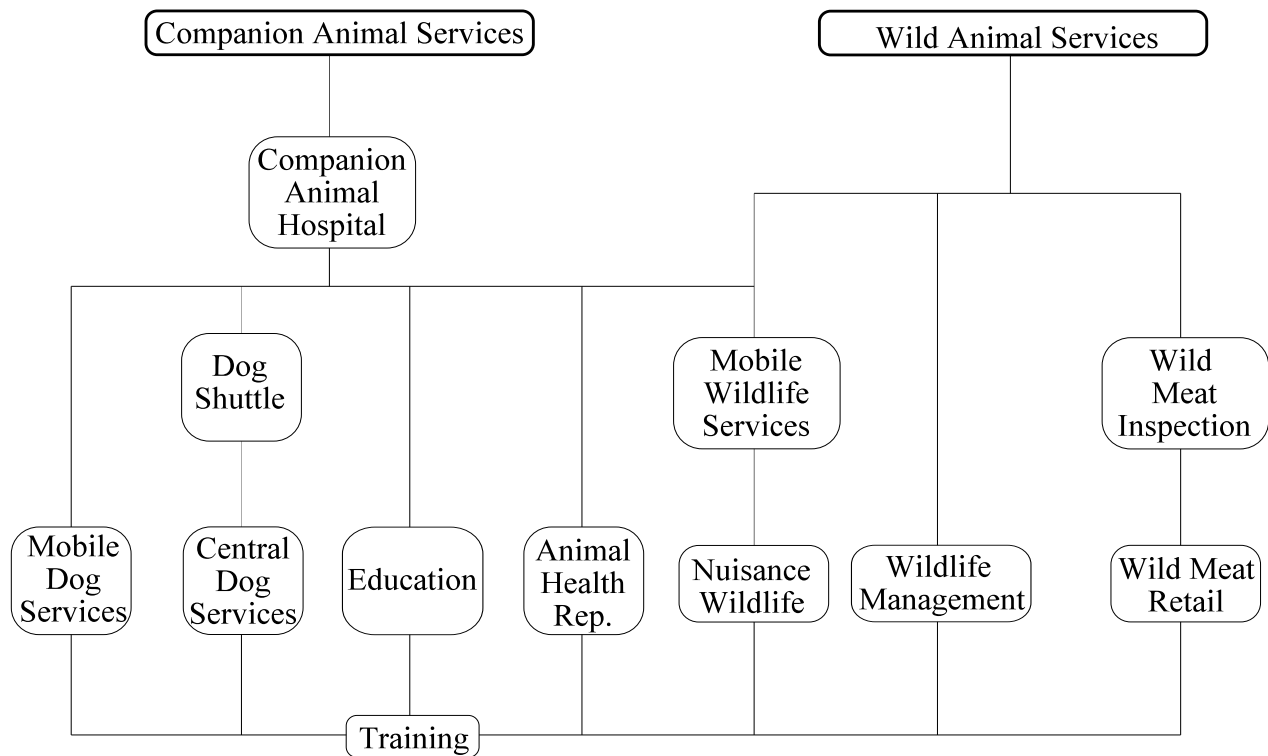 Companion Animal Services
Wild Animal Services
Companion
Animal
Hospital
Dog
Shuttle
Mobile
Wildlife
Services
Wild
Meat
Inspection
Mobile
Dog
Services
Central
Dog
Services
Education
Animal
Health
Rep.
Nuisance
Wildlife
Wildlife
Management
Wild Meat
Retail
Training